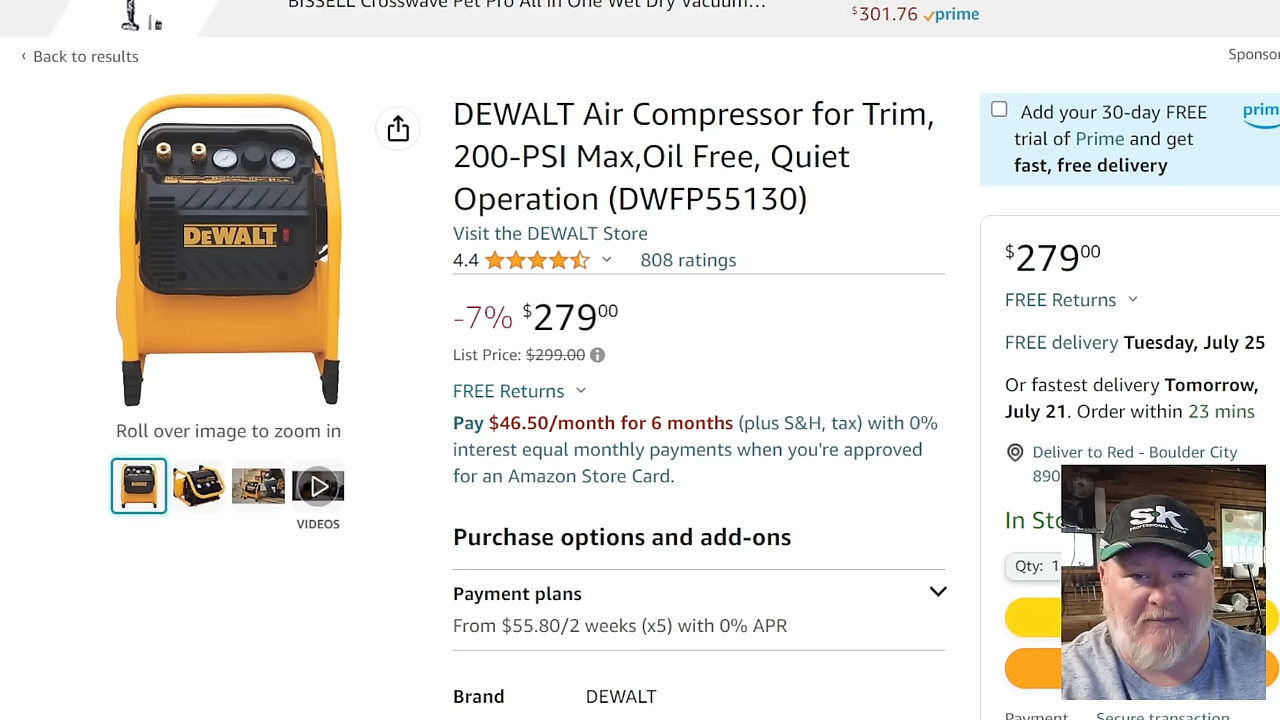 BISSELL Crosswave Pet Pro All in One Wet Dry Vacuum...
$301.76 prime
‹ Back to results
DEWALT
DEWALT Air Compressor for Trim,
200-PSI Max,Oil Free, Quiet
Operation (DWFP55130)
Visit the DEWALT Store
4.4
808 ratings
-7% $279 00
List Price: $299.00
FREE Returns
Pay $46.50/month for 6 months (plus S&H, tax) with 0%
interest equal monthly payments when you're approved
for an Amazon Store Card.
Roll over image to zoom in
VIDEOS
Purchase options and add-ons
Payment plans
From $55.80/2 weeks (x5) with 0% APR
Brand DEWALT
Add your 30-day FREE
trial of Prime and get
fast, free delivery
$279 00
FREE Returns
FREE delivery Tuesday, July 25
Or fastest delivery Tomorrow,
July 21. Order within 23 mins
Deliver to Red - Boulder City
890
In
Qty: 1
SK
PROFESSIONAL TOOLS
Payment Secure transaction